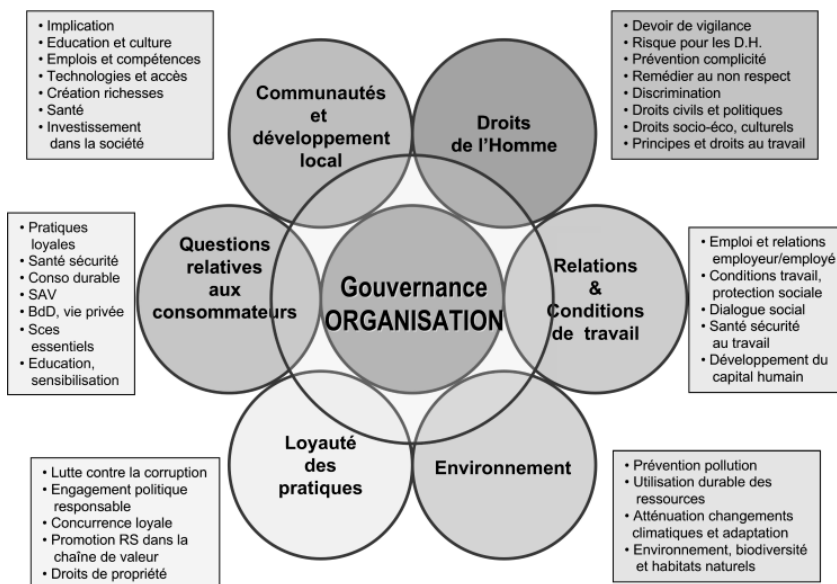 • Implication
• Education et culture
• Emplois et compétences
• Technologies et accès
• Création richesses
• Santé
• Investissement
dans la société
Communautés
et
développement
local
Droits
de l'Homme
• Devoir de vigilance
• Risque pour les D.H.
• Prévention complicité
• Remédier au non respect
• Discrimination
• Droits civils et politiques
• Droits socio-éco, culturels
• Principes et droits au travail
• Pratiques
loyales
• Santé sécurité
• Conso durable
• SAV
• BdD, vie privée
• Sces
essentiels
• Education,
sensibilisation
Questions
relatives
aux
consommateurs
Gouvernance
ORGANISATION
Relations
&
Conditions
de travail
• Emploi et relations
employeur/employé
• Conditions travail,
protection sociale
• Dialogue social
• Santé sécurité
au travail
• Développement du
capital humain
• Lutte contre la corruption
• Engagement politique
responsable
• Concurrence loyale
• Promotion RS dans la
chaîne de valeur
• Droits de propriété
Loyauté
des
pratiques
Environnement
• Prévention pollution
• Utilisation durable des
ressources
• Atténuation changements
climatiques et adaptation
• Environnement, biodiversité
et habitats naturels